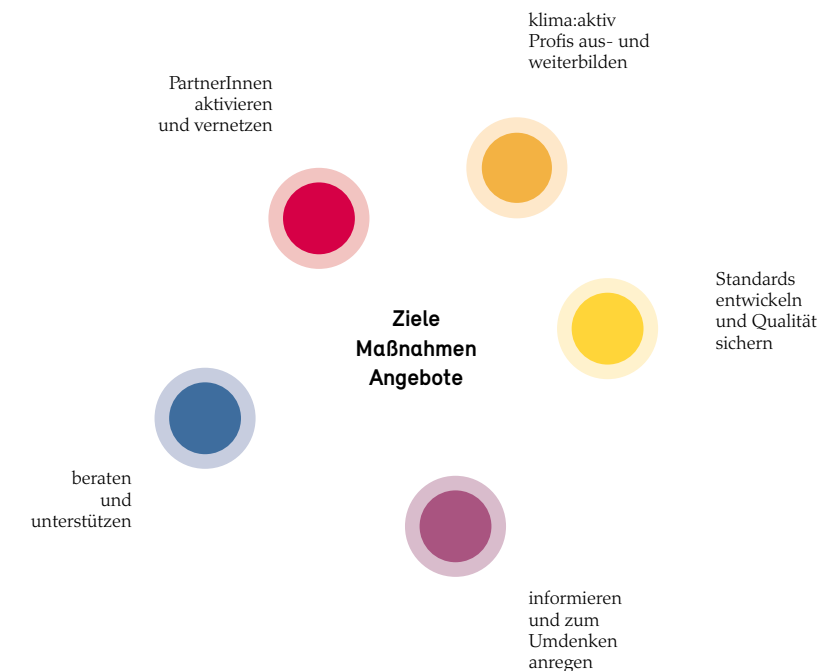 klima:aktiv
Profis aus- und
weiterbilden
PartnerInnen
aktivieren
und vernetzen
Standards
entwickeln
und Qualität
sichern
Ziele
Maßnahmen
Angebote
beraten
und
unterstützen
informieren
und zum
Umdenken
anregen